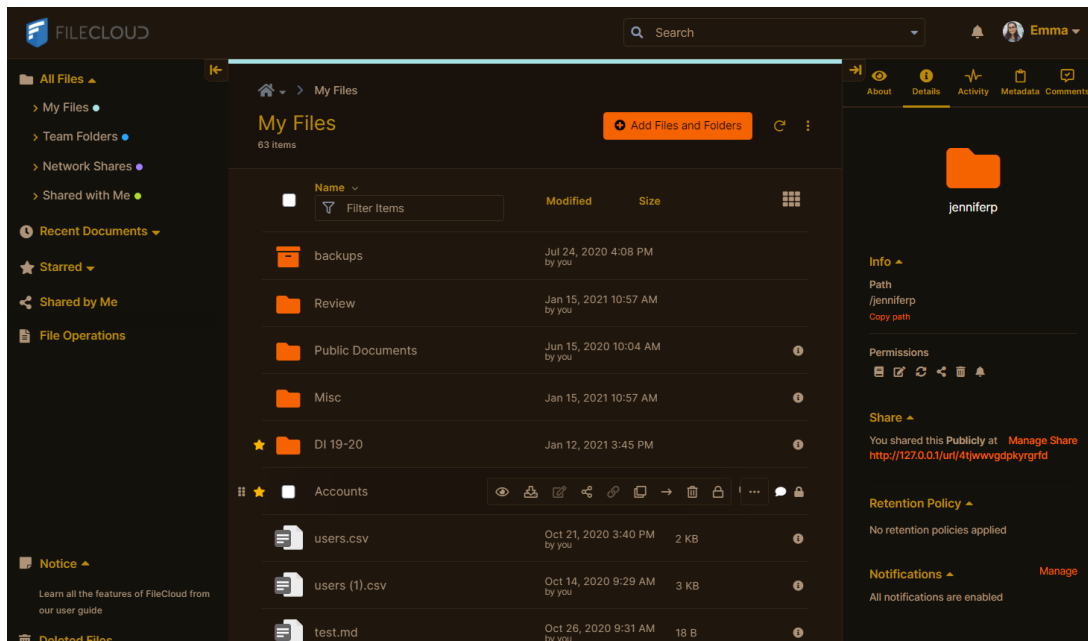 FILECLOUD
Search
Emma
All Files
My Files
Team Folders
Network Shares
Shared with Me
Recent Documents
Starred
Shared by Me
File Operations
Notice
Learn all the features of FileCloud from
our user guide
Deleted Files
My Files
My Files
63 items
Add Files and Folders
Name
Filter Items
Modified
Size
backups
Jul 24, 2020 4:08 PM
by you
Review
Jan 15, 2021 10:57 AM
by you
Public Documents
Jun 15, 2020 10:04 AM
by you
Misc
Jan 15, 2021 10:57 AM
DI 19-20
Jan 12, 2021 3:45 PM
Accounts
users.csv
Oct 21, 2020 3:40 PM
by you
2 KB
users (1).csv
Oct 14, 2020 9:29 AM
by you
3 KB
test.md
Oct 26, 2020 9:31 AM
by you
18 B
About
Details
Activity
Metadata
Comments
jenniferp
Info
Path
/jenniferp
Copy path
Permissions
Share
You shared this Publicly at
Manage Share
http://127.0.0.1/url/4tjwwvgdpkyrgrfd
Retention Policy
No retention policies applied
Notifications
Manage
All notifications are enabled